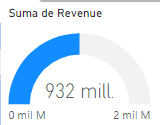 Suma de Revenue
932 mill.
0 mil M 2 mil M